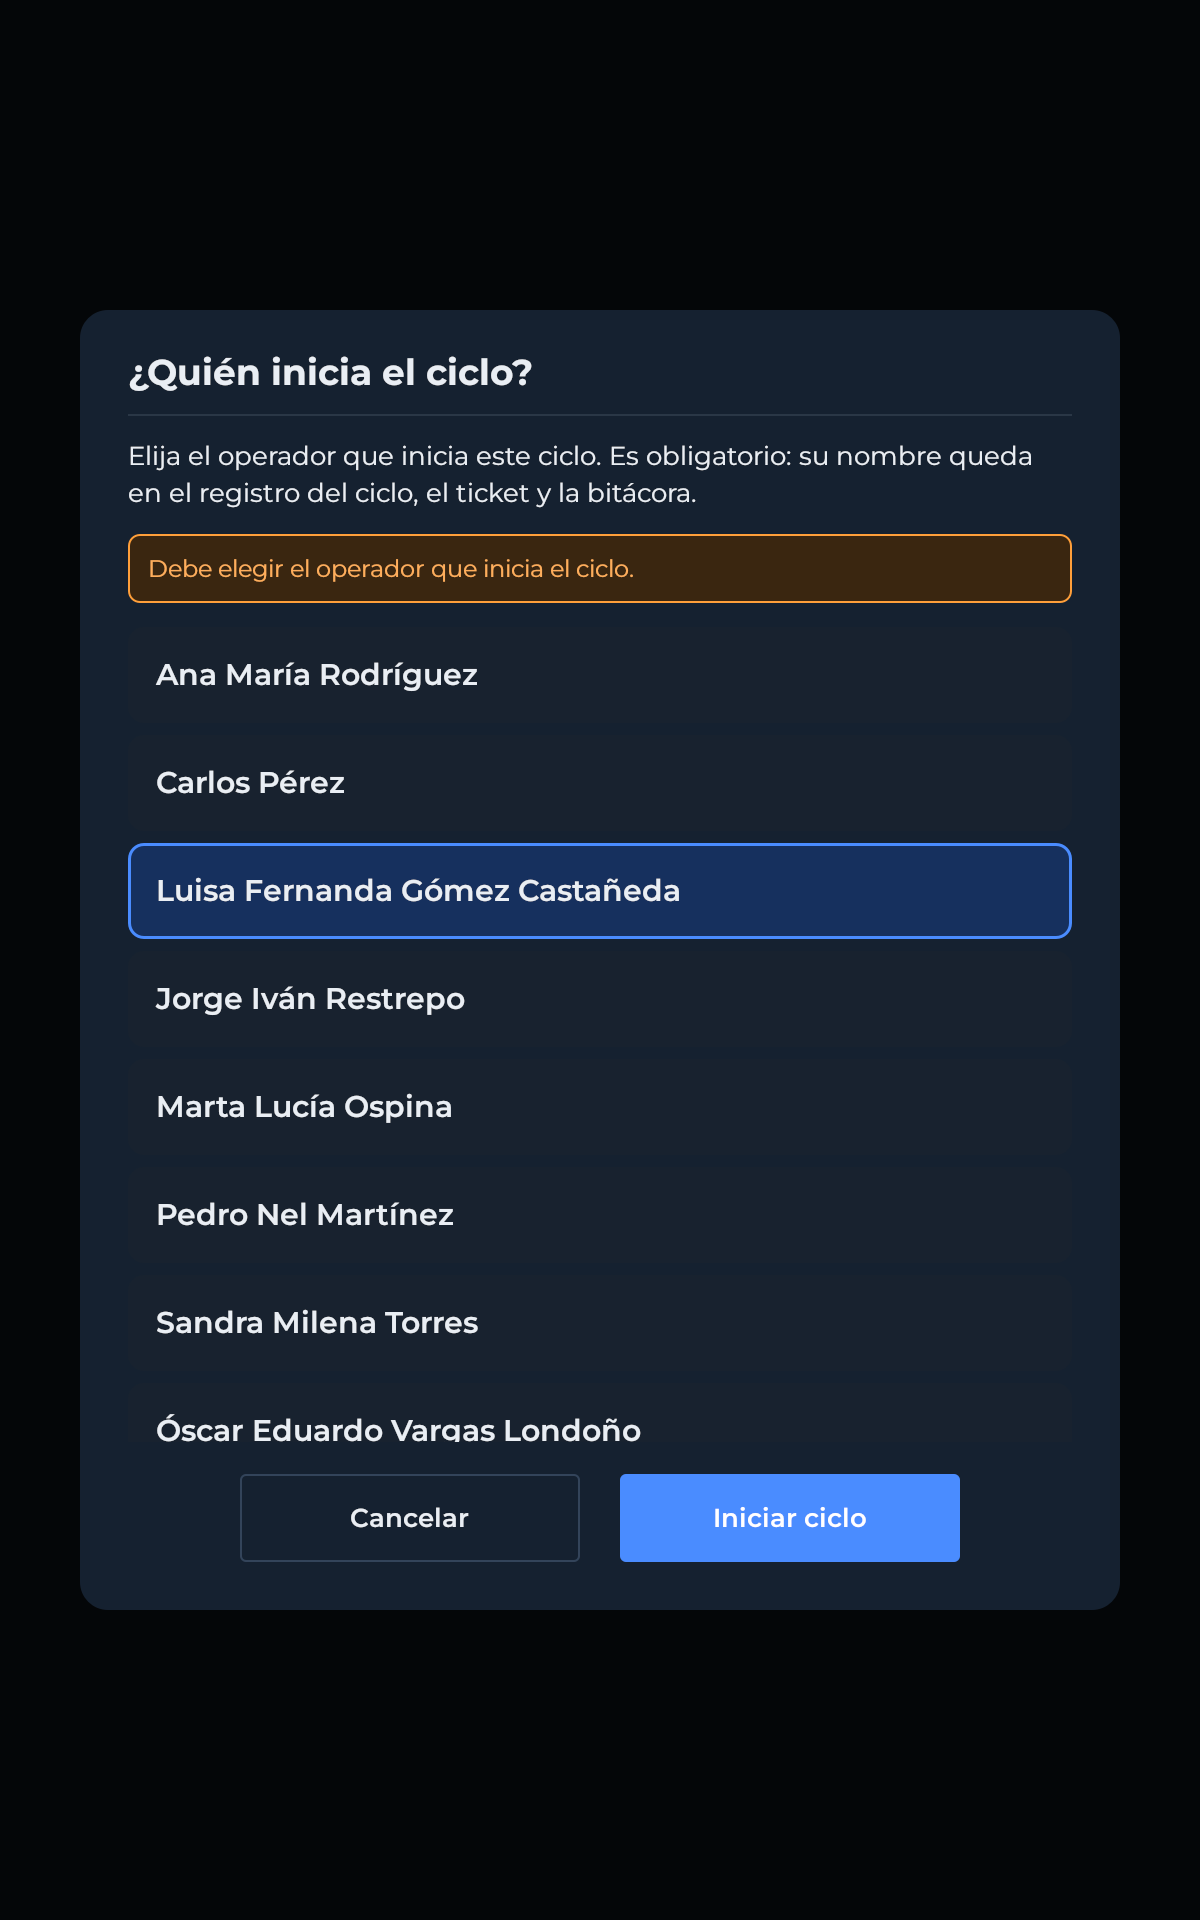 ¿Quién inicia el ciclo?
Elija el operador que inicia este ciclo. Es obligatorio: su nombre queda
en el registro del ciclo, el ticket y la bitácora.
Debe elegir el operador que inicia el ciclo.
Ana María Rodríguez
Carlos Pérez
Luisa Fernanda Gómez Castañeda
Jorge Iván Restrepo
Marta Lucía Ospina
Pedro Nel Martínez
Sandra Milena Torres
Óscar Eduardo Vargas Londoño
Cancelar
Iniciar ciclo